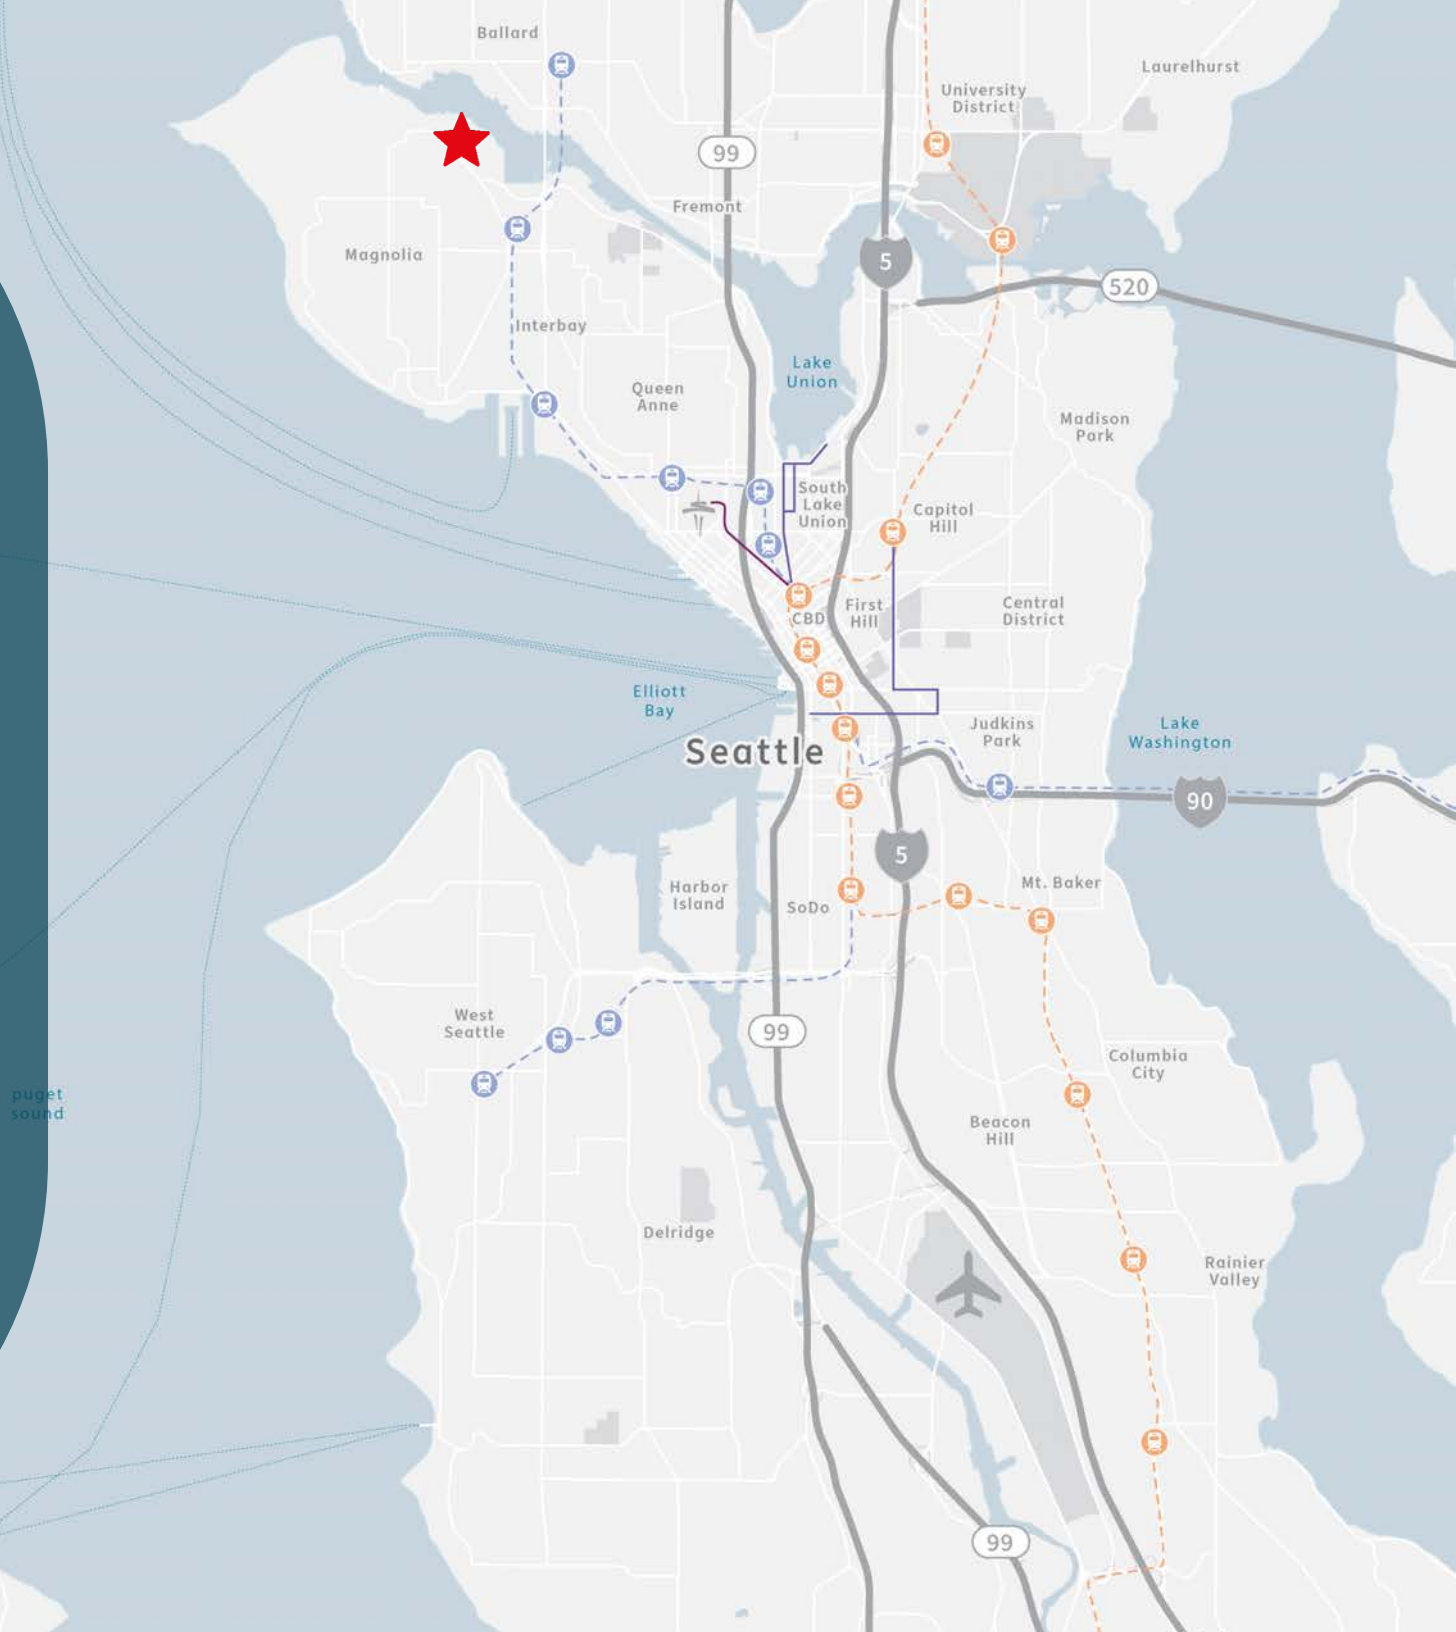 Ballard
Laurelhurst
University
District
99
Fremont
Magnolia
5
520
Interbay
Lake
Union
Queen
Anne
Madison
Park
South
Lake
Union
Capitol
Hill
CBD
First
Hill
Central
District
Elliott
Bay
Judkins
Park
Lake
Washington
Seattle
90
5
Mt. Baker
Harbor
Island
SoDo
West
Seattle
99
Columbia
City
puget
sound
Beacon
Hill
Delridge
Rainier
Valley
99